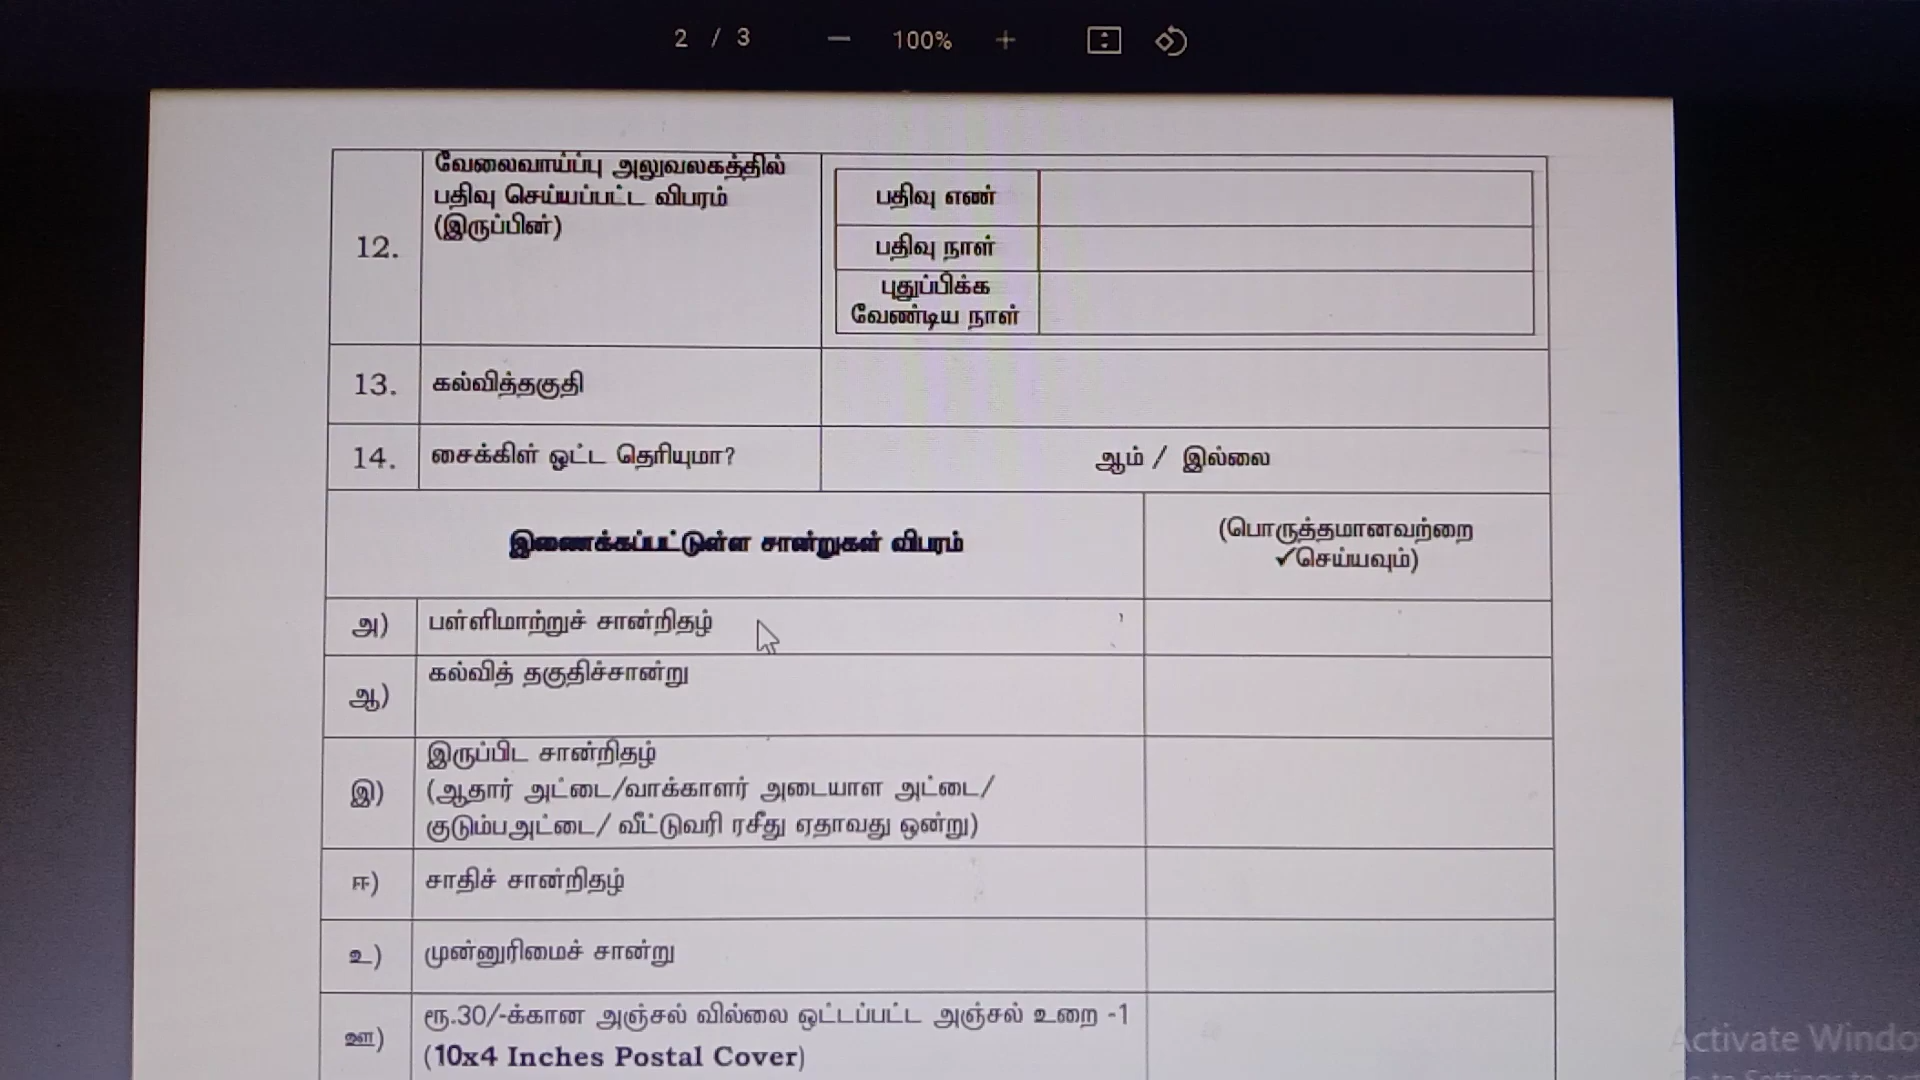 2 / 3
100%
12.
வேலைவாய்ப்பு அலுவலகத்தில்
பதிவு செய்யப்பட்ட விபரம்
(இருப்பின்)
பதிவு எண்
பதிவு நாள்
புதுப்பிக்க
வேண்டிய நாள்
13. கல்வித்தகுதி
14. சைக்கிள் ஒட்ட தெரியுமா? ஆம் / இல்லை
இணைக்கப்பட்டுள்ள சான்றுகள் விபரம்
(பொருத்தமானவற்றை
✓செய்யவும்)
அ) பள்ளிமாற்றுச் சான்றிதழ்
ஆ) கல்வித் தகுதிச்சான்று
இ) இருப்பிட சான்றிதழ்
(ஆதார் அட்டை/வாக்காளர் அடையாள அட்டை/
குடும்பஅட்டை/ வீட்டுவரி ரசீது ஏதாவது ஒன்று)
ஈ) சாதிச் சான்றிதழ்
உ) முன்னுரிமைச் சான்று
ஊ) ரூ.30/-க்கான அஞ்சல் வில்லை ஒட்டப்பட்ட அஞ்சல் உறை -1
(10x4 Inches Postal Cover)
Activate Windo